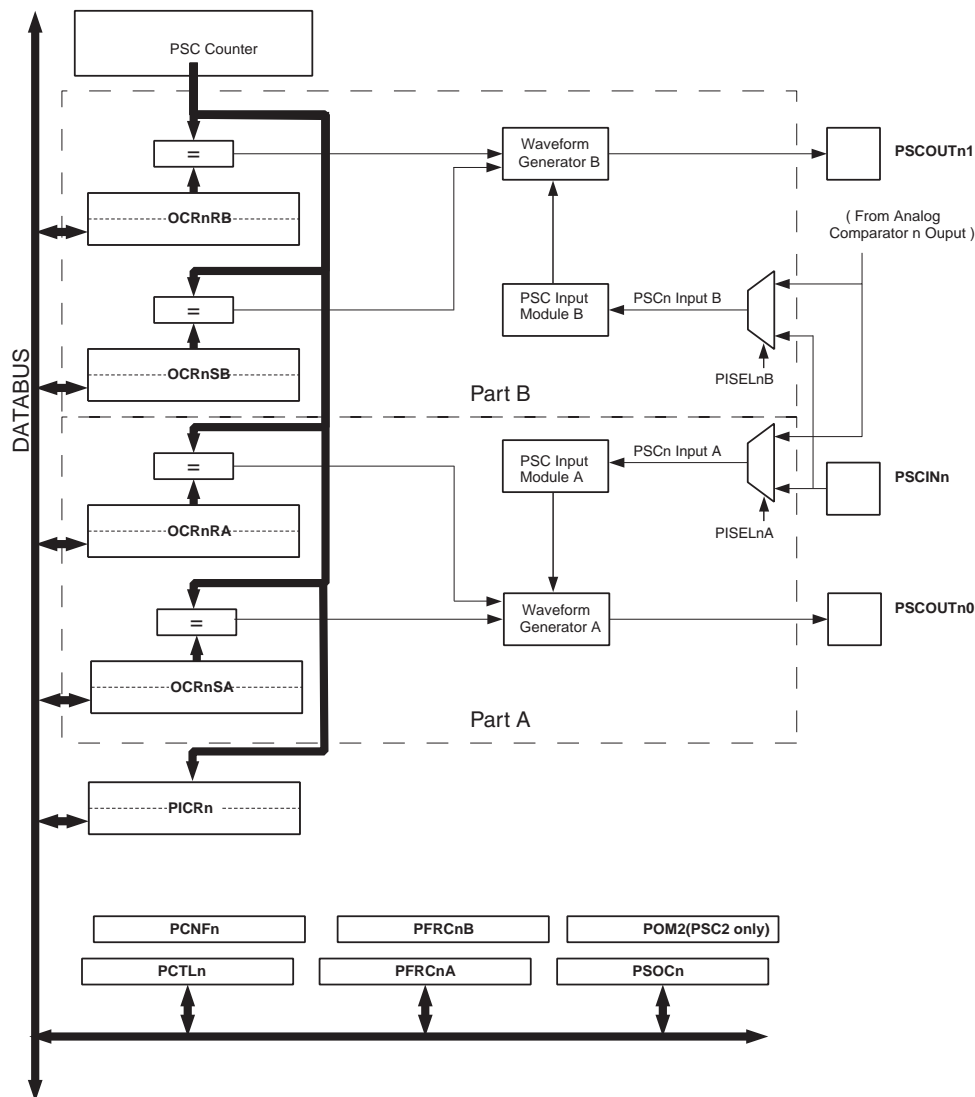 PSC Counter
=
Waveform
Generator B
PSCOUTn1
OCRnRB
( From Analog
Comparator n Ouput )
=
PSC Input
Module B
PSCn Input B
OCRnSB
PISELnB
Part B
DATABUS
=
PSC Input
Module A
PSCn Input A
PSCINn
OCRnRA
PISELnA
=
Waveform
Generator A
PSCOUTn0
OCRnSA
Part A
PICRn
PCNFn
PFRCnB
POM2(PSC2 only)
PCTLn
PFRCnA
PSOCn